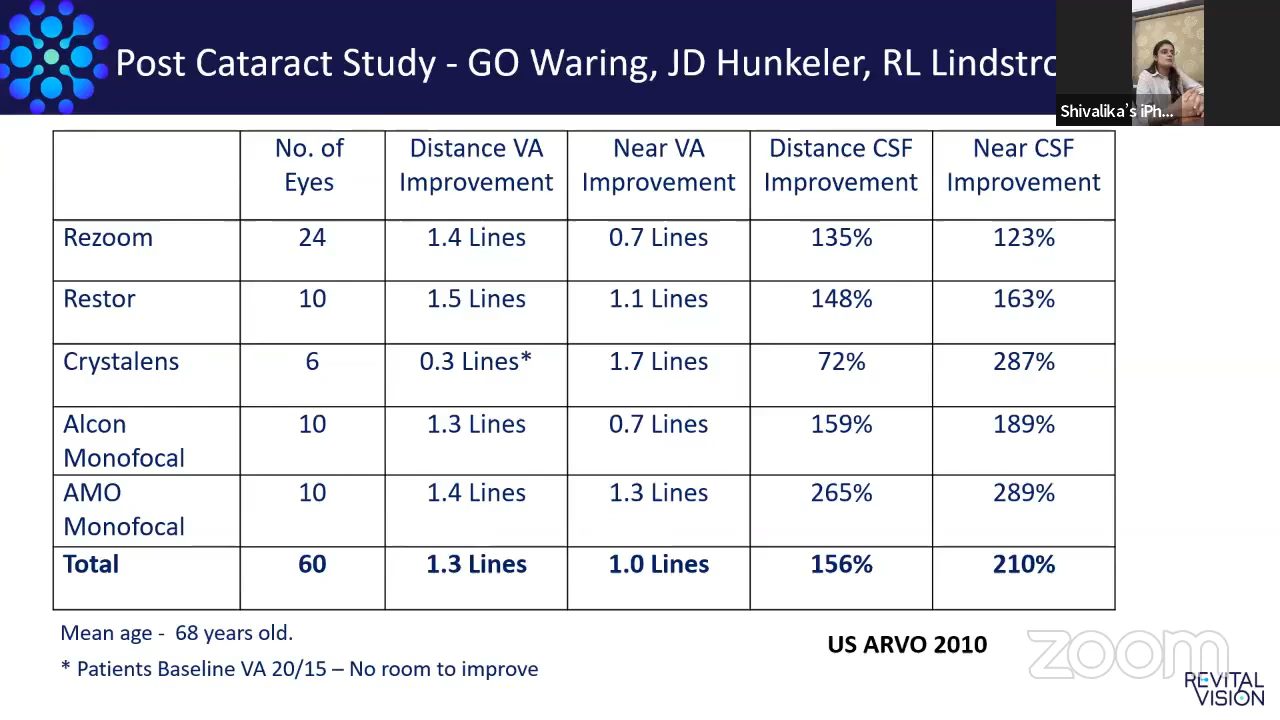 Post Cataract Study - GO Waring, JD Hunkeler, RL Lindstro
Shivalika's iPh...
No. of Eyes Distance VA Improvement Near VA Improvement Distance CSF Improvement Near CSF Improvement
Rezoom 24 1.4 Lines 0.7 Lines 135% 123%
Restor 10 1.5 Lines 1.1 Lines 148% 163%
Crystalens 6 0.3 Lines* 1.7 Lines 72% 287%
Alcon Monofocal 10 1.3 Lines 0.7 Lines 159% 189%
AMO Monofocal 10 1.4 Lines 1.3 Lines 265% 289%
Total 60 1.3 Lines 1.0 Lines 156% 210%
Mean age - 68 years old.
* Patients Baseline VA 20/15 – No room to improve
US ARVO 2010
zoom
REVITAL
VISION